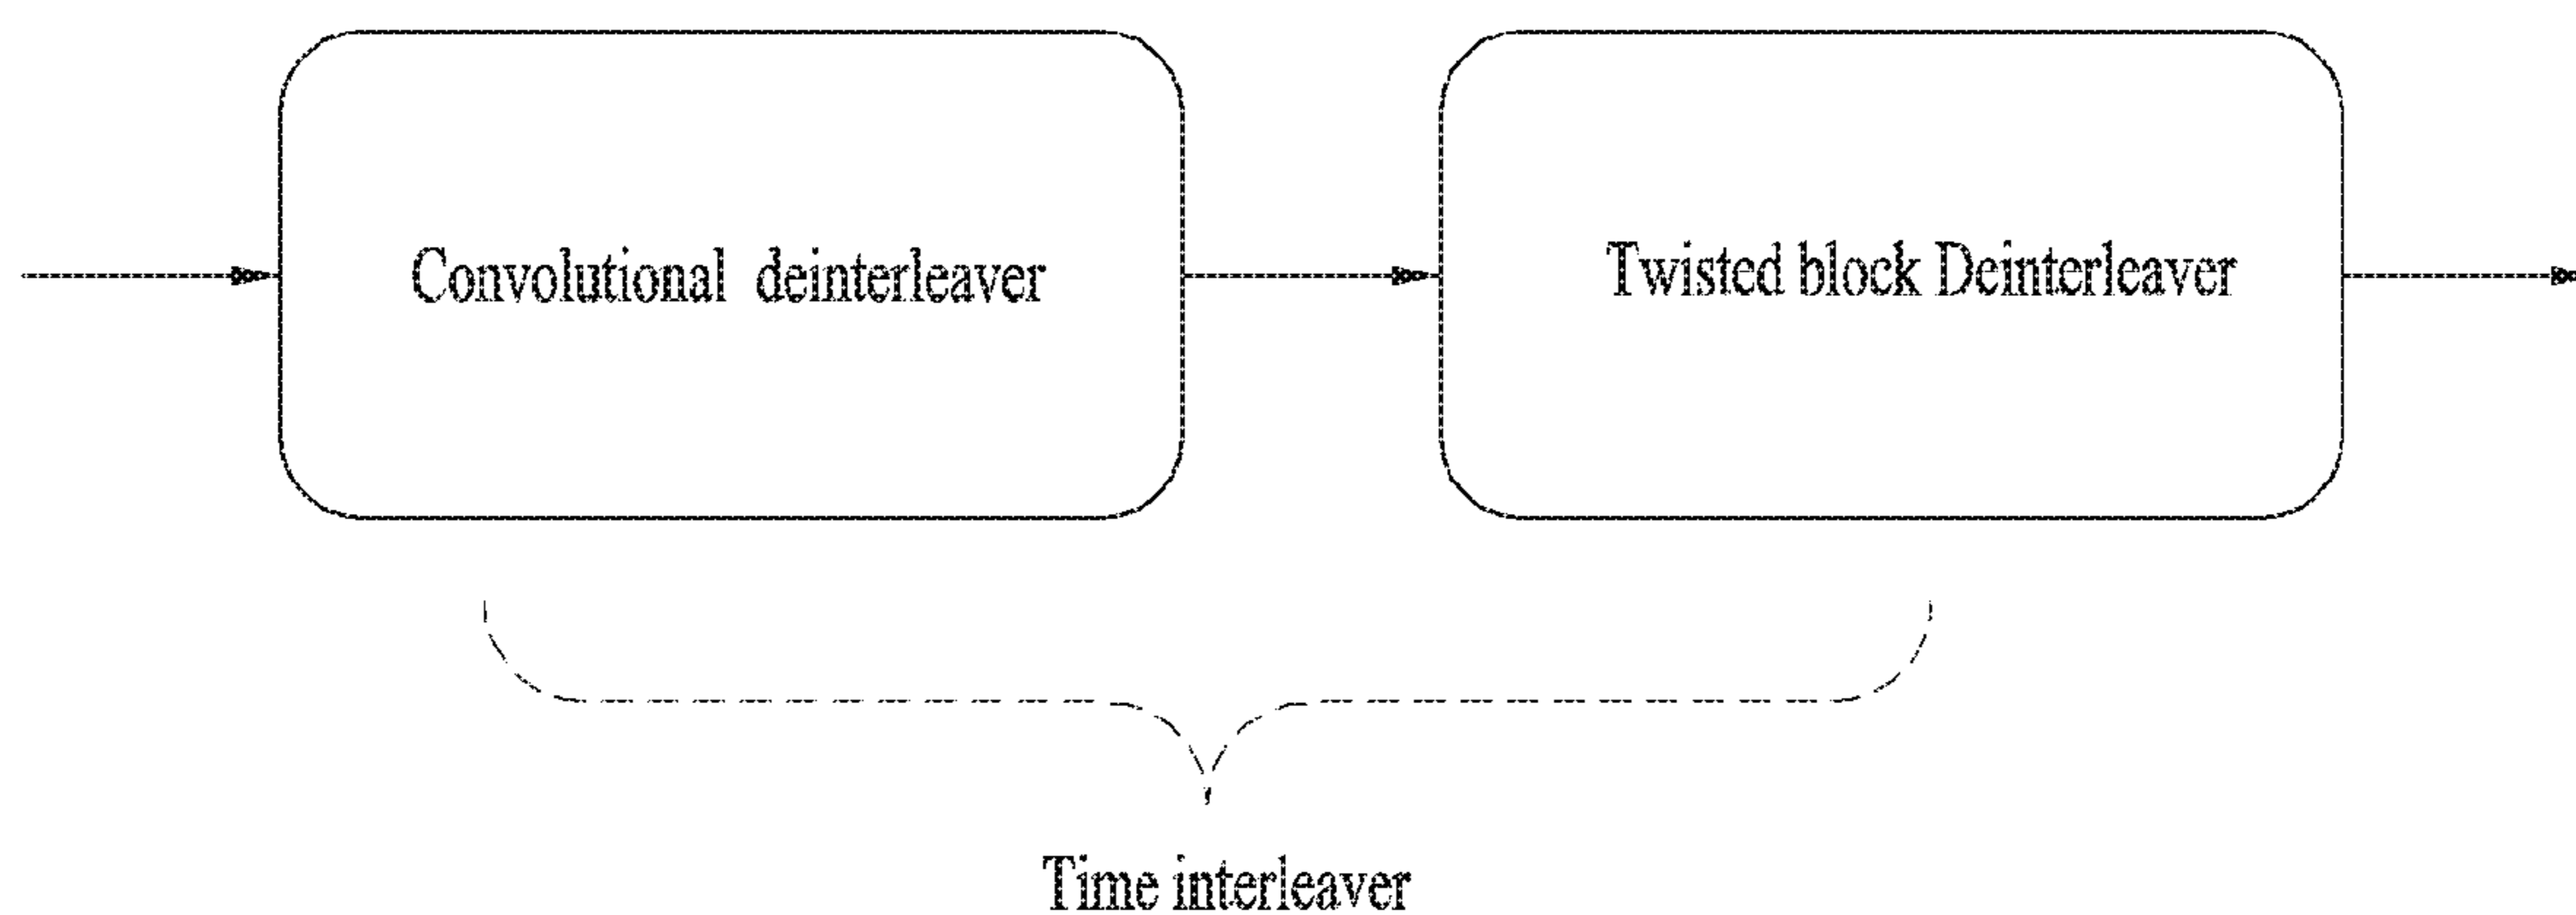 Convolutional deinterleaver
Twisted block Deinterleaver
Time interleaver